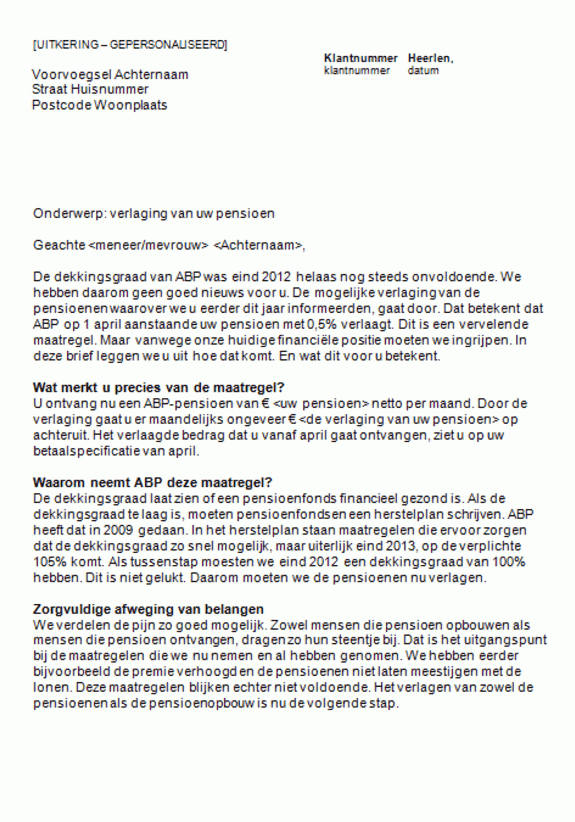 [UITKERING – GEPERSONALISEERD]
Klantnummer Heerlen,
klantnummer datum
Voorvoegsel Achternaam
Straat Huisnummer
Postcode Woonplaats
Onderwerp: verlaging van uw pensioen
Geachte <meneer/mevrouw> <Achternaam>,
De dekkingsgraad van ABP was eind 2012 helaas nog steeds onvoldoende. We
hebben daarom geen goed nieuws voor u. De mogelijke verlaging van de
pensioenen waarover we u eerder dit jaar informeerden, gaat door. Dat betekent dat
ABP op 1 april aanstaande uw pensioen met 0,5% verlaagt. Dit is een vervelende
maatregel. Maar vanwege onze huidige financiële positie moeten we ingrijpen. In
deze brief leggen we u uit hoe dat komt. En wat dit voor u betekent.
Wat merkt u precies van de maatregel?
U ontvang nu een ABP-pensioen van € <uw pensioen> netto per maand. Door de
verlaging gaat u er maandelijks ongeveer € <de verlaging van uw pensioen> op
achteruit. Het verlaagde bedrag dat u vanaf april gaat ontvangen, ziet u op uw
betaalspecificatie van april.
Waarom neemt ABP deze maatregel?
De dekkingsgraad laat zien of een pensioenfonds financieel gezond is. Als de
dekkingsgraad te laag is, moeten pensioenfondsen een herstelplan schrijven. ABP
heeft dat in 2009 gedaan. In het herstelplan staan maatregelen die ervoor zorgen
dat de dekkingsgraad zo snel mogelijk, maar uiterlijk eind 2013, op de verplichte
105% komt. Als tussenstap moesten we eind 2012 een dekkingsgraad van 100%
hebben. Dit is niet gelukt. Daarom moeten we de pensioenen nu verlagen.
Zorgvuldige afweging van belangen
We verdelen de pijn zo goed mogelijk. Zowel mensen die pensioen opbouwen als
mensen die pensioen ontvangen, dragen zo hun steentje bij. Dat is het uitgangspunt
bij de maatregelen die we nu nemen en al hebben genomen. We hebben eerder
bijvoorbeeld de premie verhoogd en de pensioenen niet laten meestijgen met de
lonen. Deze maatregelen blijken echter niet voldoende. Het verlagen van zowel de
pensioenen als de pensioenopbouw is nu de volgende stap.